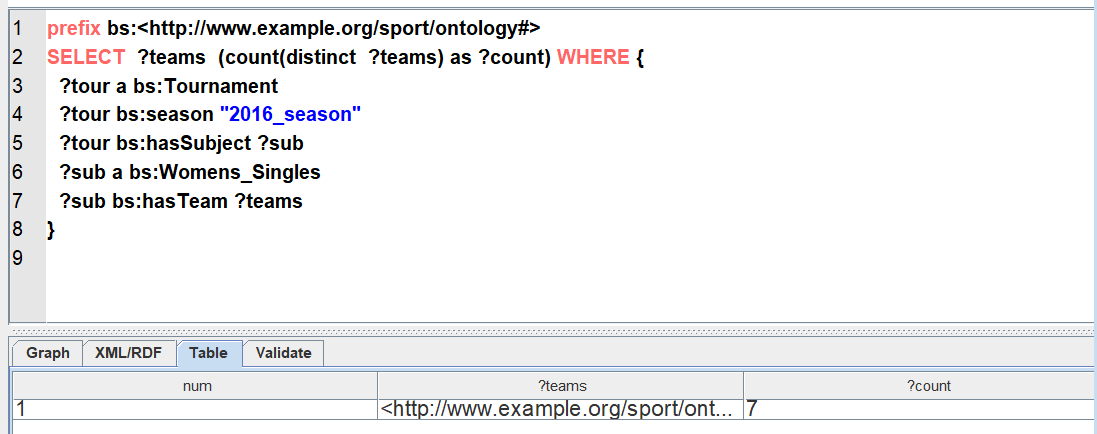 1 prefix bs:<http://www.example.org/sport/ontology#>
2 SELECT ?teams (count(distinct ?teams) as ?count) WHERE {
3 ?tour a bs:Tournament
4 ?tour bs:season "2016_season"
5 ?tour bs:hasSubject ?sub
6 ?sub a bs:Womens_Singles
7 ?sub bs:hasTeam ?teams
8 }
9
Graph XML/RDF Table Validate
num ?teams ?count
1 <http://www.example.org/sport/ont... 7